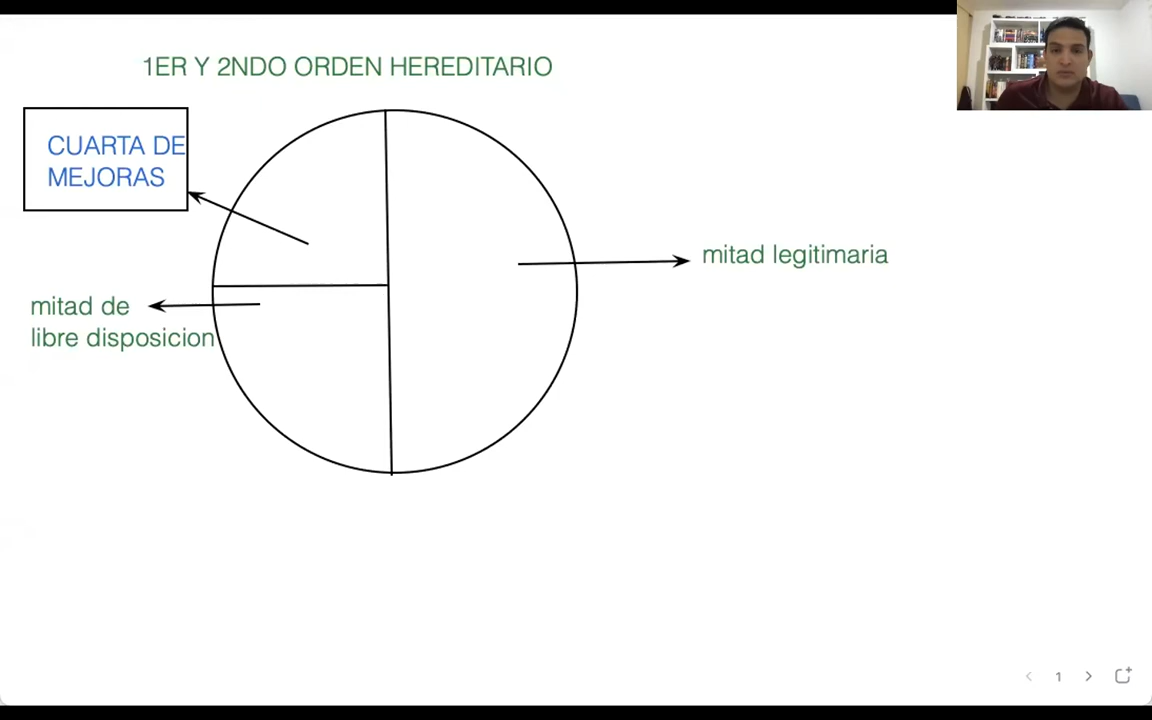 1ER Y 2NDO ORDEN HEREDITARIO
CUARTA DE
MEJORAS
mitad legitimaria
mitad de
libre disposicion
1